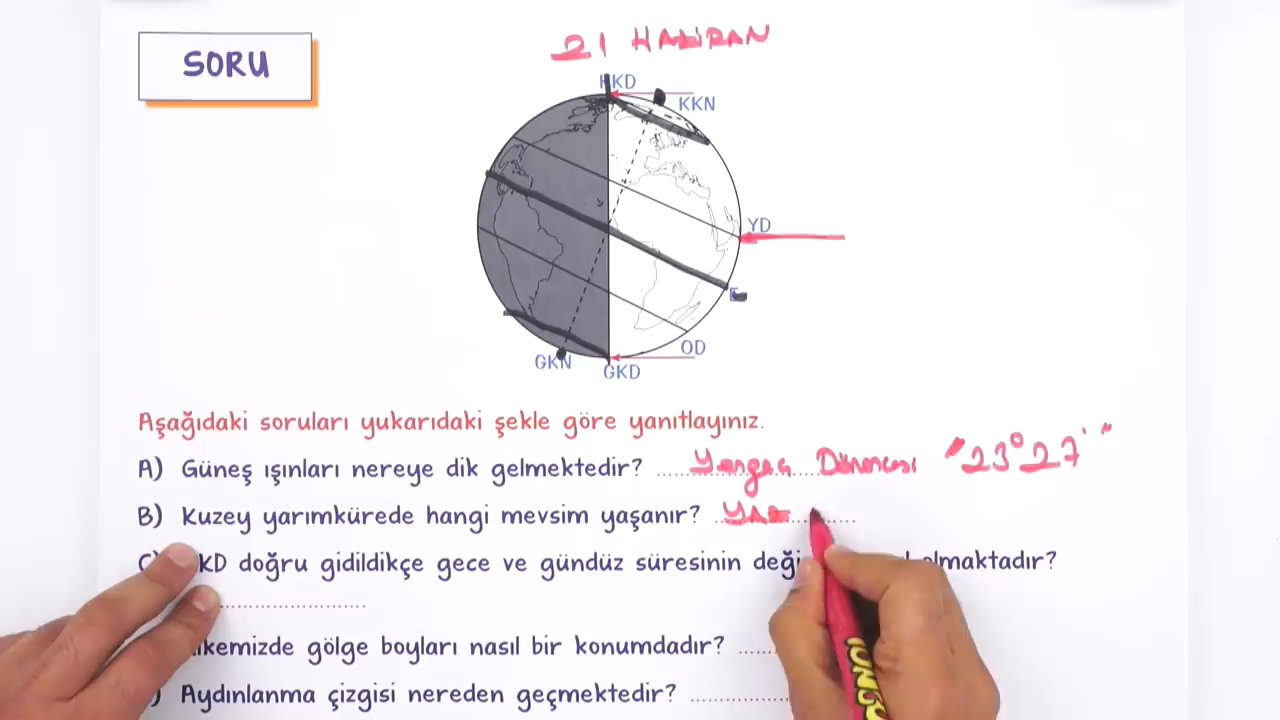 SORU
21 HAZİRAN
KKD
KKN
YD
E
OD
GKN
GKD
Aşağıdaki soruları yukarıdaki şekle göre yanıtlayınız.
A) Güneş ışınları nereye dik gelmektedir? Yengeç Dönencesi "23°27' "
B) Kuzey yarımkürede hangi mevsim yaşanır? YAZ
C) KD doğru gidildikçe gece ve gündüz süresinin olmaktadır?
gölge boyları nasıl bir konumdadır?
Aydınlanma çizgisi nereden geçmektedir?